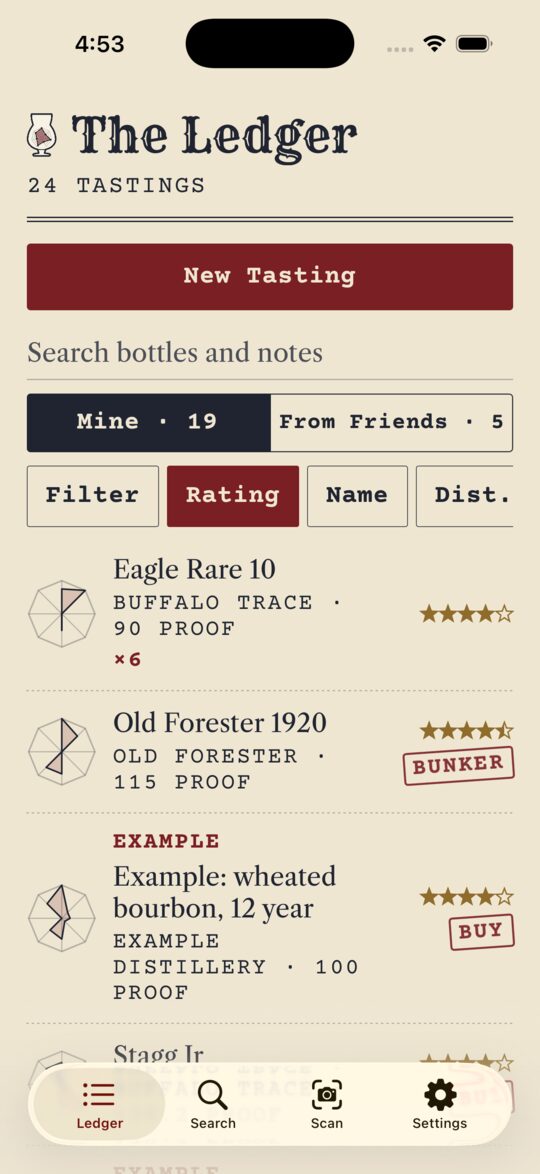 4:53
The Ledger
24 TASTINGS
New Tasting
Search bottles and notes
Mine · 19
From Friends · 5
Filter
Rating
Name
Dist.
Eagle Rare 10
BUFFALO TRACE ·
90 PROOF
×6
Old Forester 1920
OLD FORESTER ·
115 PROOF
BUNKER
EXAMPLE
Example: wheated
bourbon, 12 year
EXAMPLE
DISTILLERY · 100
PROOF
BUY
Stagg Jr
Ledger
Search
Scan
Settings